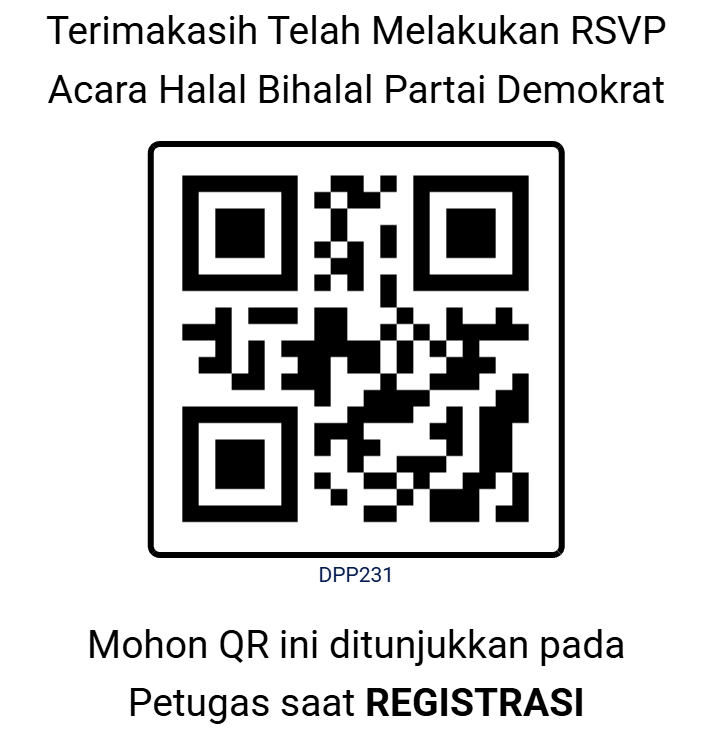 Terimakasih Telah Melakukan RSVP
Acara Halal Bihalal Partai Demokrat
DPP231
Mohon QR ini ditunjukkan pada
Petugas saat REGISTRASI